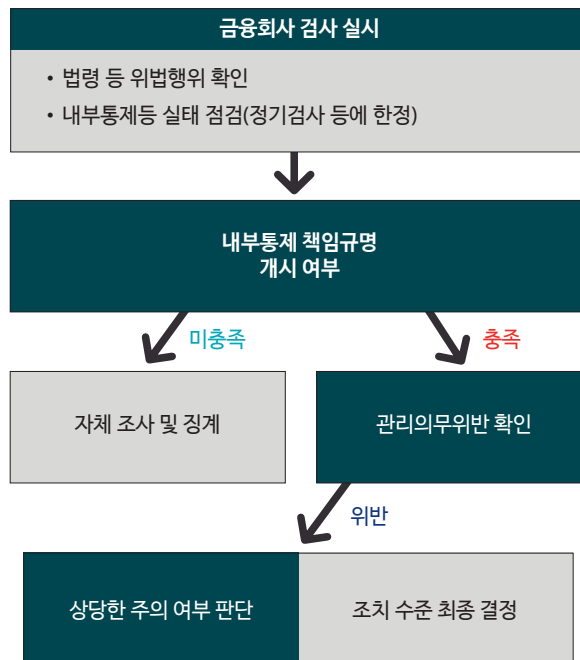 금융회사 검사 실시
• 법령 등 위법행위 확인
• 내부통제등 실태 점검(정기검사 등에 한정)
내부통제 책임규명
개시 여부
미충족
충족
자체 조사 및 징계
관리의무위반 확인
위반
상당한 주의 여부 판단
조치 수준 최종 결정